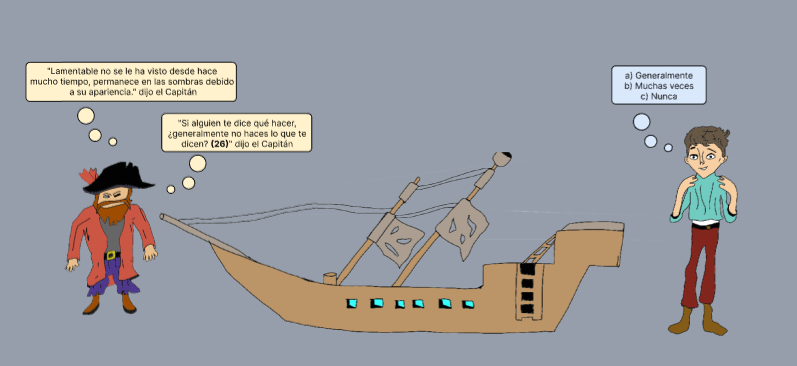 "Lamentable no se le ha visto desde hace
mucho tiempo, permanece en las sombras debido
a su apariencia." dijo el Capitán
"Si alguien te dice qué hacer,
¿generalmente no haces lo que te
dicen? (26)" dijo el Capitán
a) Generalmente
b) Muchas veces
c) Nunca